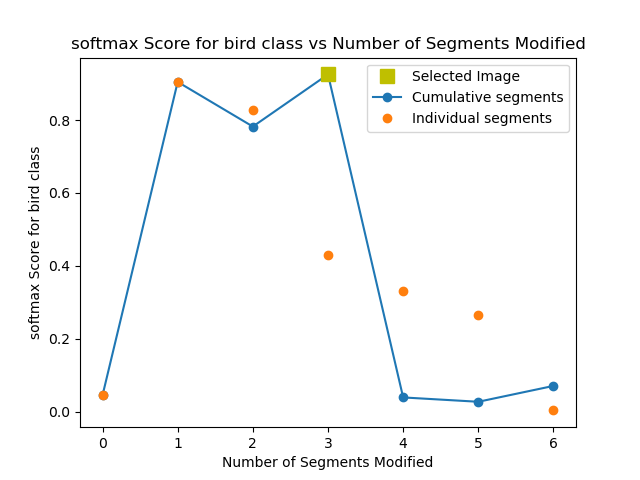 softmax Score for bird class vs Number of Segments Modified
Selected Image
Cumulative segments
Individual segments
softmax Score for bird class
0.8
0.6
0.4
0.2
0.0
0 1 2 3 4 5 6
Number of Segments Modified